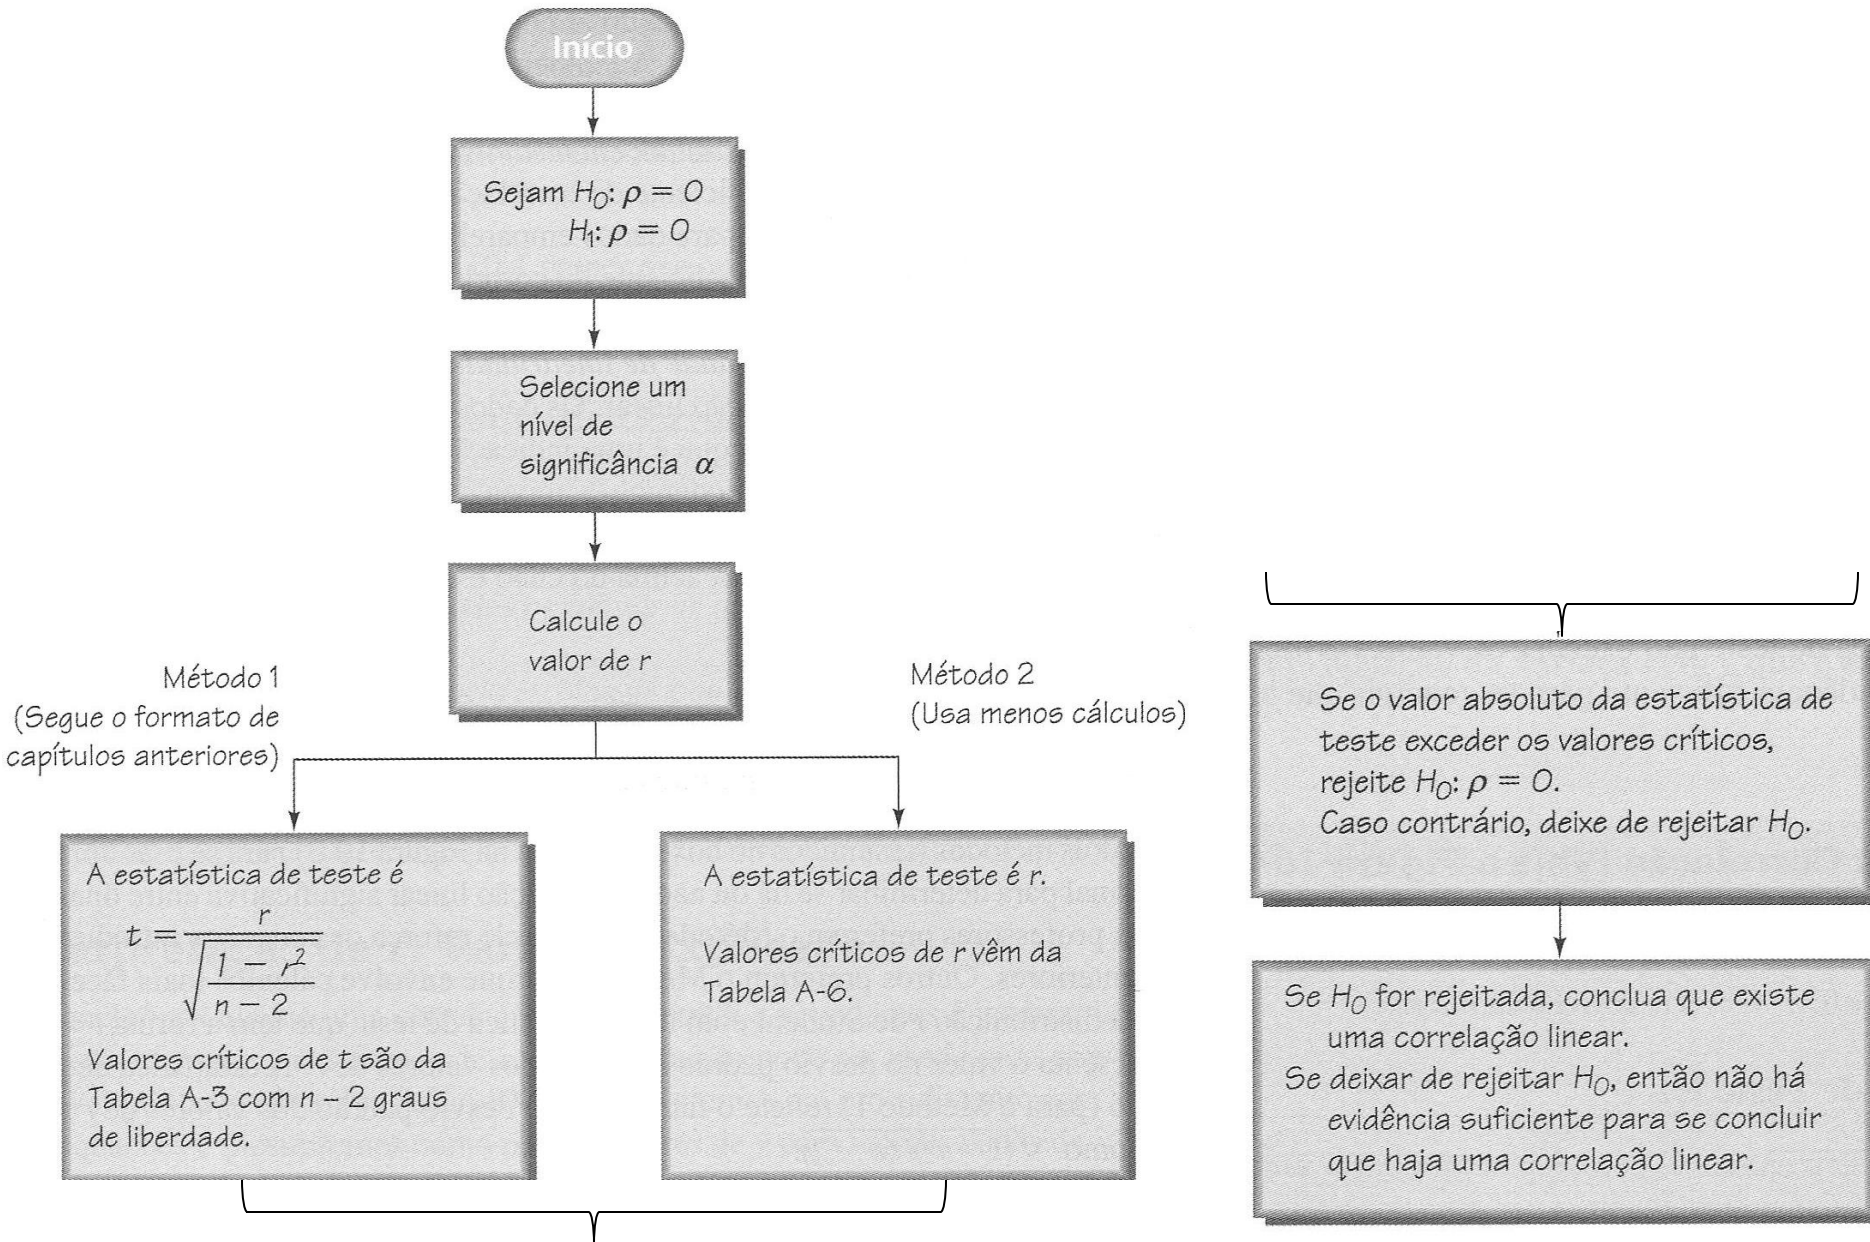 Início
Sejam H₀: ρ = 0
H₁: ρ = 0
Selecione um
nível de
significância α
Calcule o
valor de r
Método 1
(Segue o formato de
capítulos anteriores)
Método 2
(Usa menos cálculos)
A estatística de teste é
t = r / √((1 − r²) / (n − 2))
Valores críticos de t são da
Tabela A-3 com n – 2 graus
de liberdade.
A estatística de teste é r.
Valores críticos de r vêm da
Tabela A-6.
Se o valor absoluto da estatística de
teste exceder os valores críticos,
rejeite H₀: ρ = 0.
Caso contrário, deixe de rejeitar H₀.
Se H₀ for rejeitada, conclua que existe
uma correlação linear.
Se deixar de rejeitar H₀, então não há
evidência suficiente para se concluir
que haja uma correlação linear.